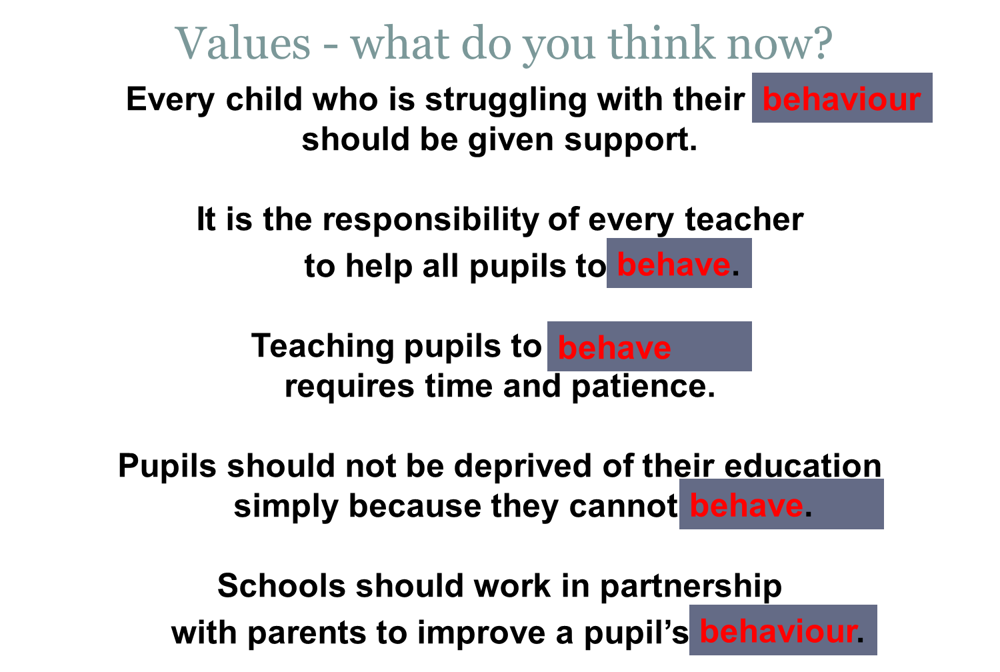 Values - what do you think now?
Every child who is struggling with their behaviour
should be given support.
It is the responsibility of every teacher
to help all pupils to behave.
Teaching pupils to behave
requires time and patience.
Pupils should not be deprived of their education
simply because they cannot behave.
Schools should work in partnership
with parents to improve a pupil’s behaviour.